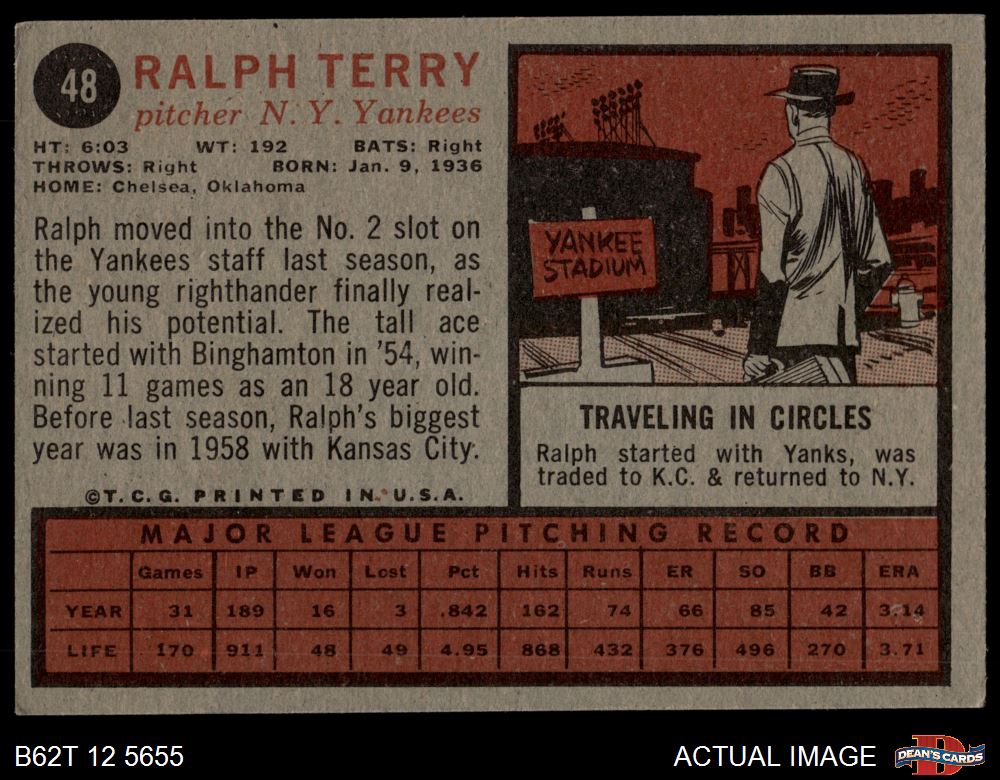 48
RALPH TERRY
pitcher N. Y. Yankees
HT: 6:03 WT: 192 BATS: Right
THROWS: Right BORN: Jan. 9, 1936
HOME: Chelsea, Oklahoma
Ralph moved into the No. 2 slot on
the Yankees staff last season, as
the young righthander finally real-
ized his potential. The tall ace
started with Binghamton in '54, win-
ning 11 games as an 18 year old.
Before last season, Ralph's biggest
year was in 1958 with Kansas City.
©T.C.G. PRINTED IN U.S.A.
YANKEE
STADIUM
TRAVELING IN CIRCLES
Ralph started with Yanks, was
traded to K.C. & returned to N.Y.
MAJOR LEAGUE PITCHING RECORD
Games IP Won Lost Pct Hits Runs ER SO BB ERA
YEAR 31 189 16 3 .842 162 74 66 85 42 3.14
LIFE 170 911 48 49 4.95 868 432 376 496 270 3.71
B62T 12 5655
ACTUAL IMAGE
D
DEAN'S CARDS